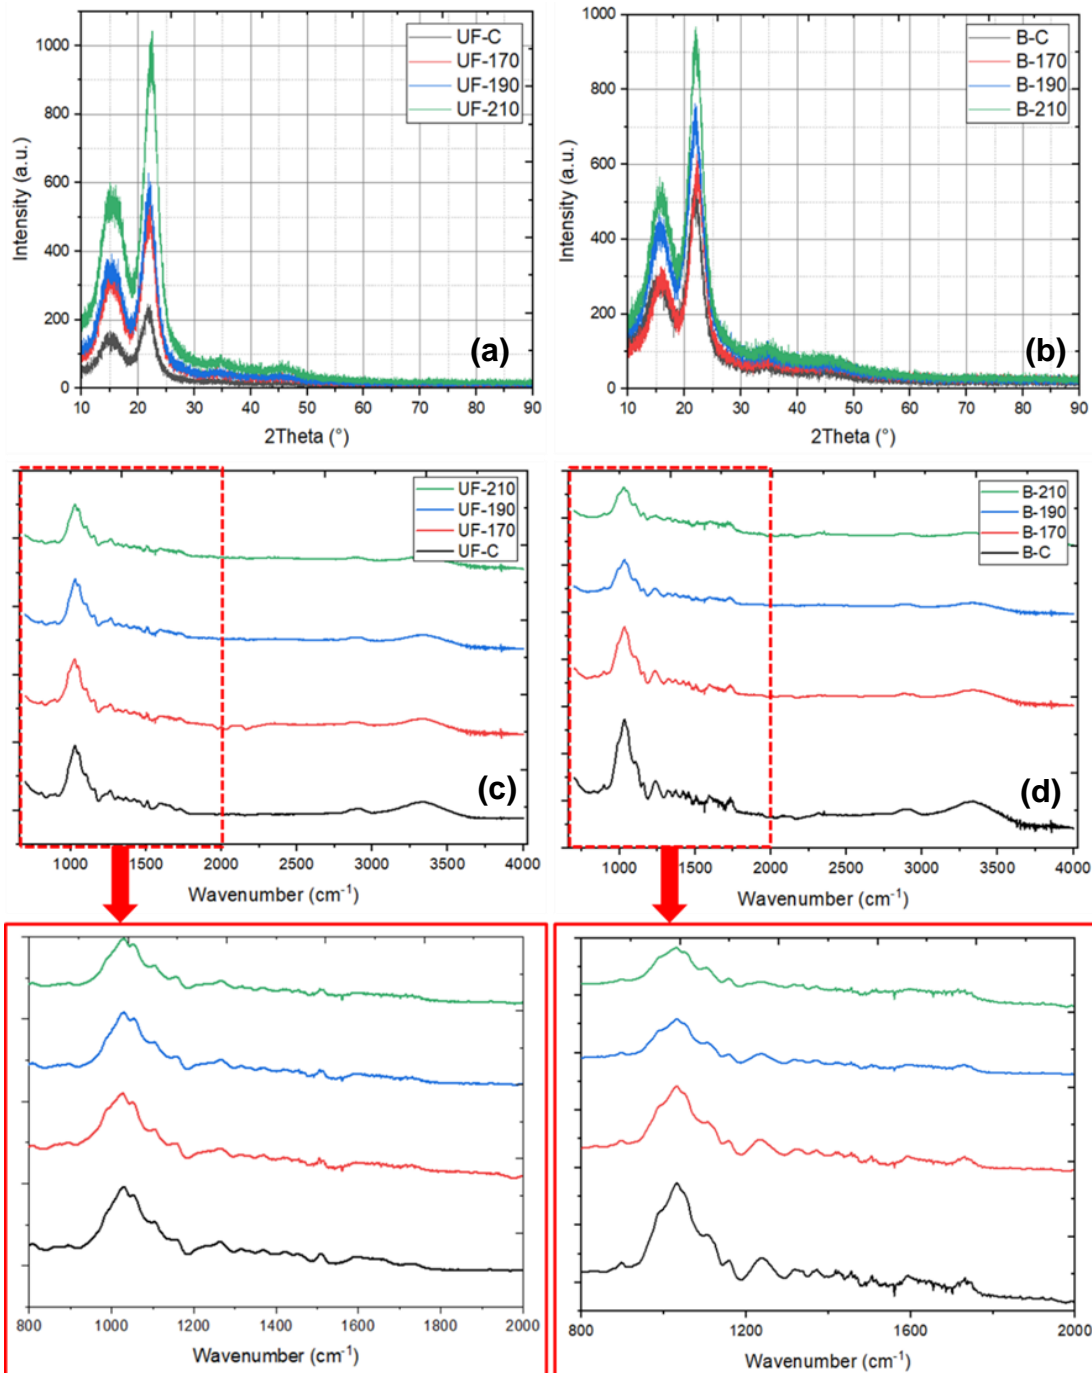 UF-C
UF-170
UF-190
UF-210
1000
800
600
400
200
0
Intensity (a.u.)
(a)
10 20 30 40 50 60 70 80 90
2Theta (°)
B-C
B-170
B-190
B-210
1000
800
600
400
200
0
Intensity (a.u.)
(b)
10 20 30 40 50 60 70 80 90
2Theta (°)
UF-210
UF-190
UF-170
UF-C
(c)
1000 1500 2000 2500 3000 3500 4000
Wavenumber (cm⁻¹)
B-210
B-190
B-170
B-C
(d)
1000 1500 2000 2500 3000 3500 4000
Wavenumber (cm⁻¹)
800 1000 1200 1400 1600 1800 2000
Wavenumber (cm⁻¹)
800 1200 1600 2000
Wavenumber (cm⁻¹)